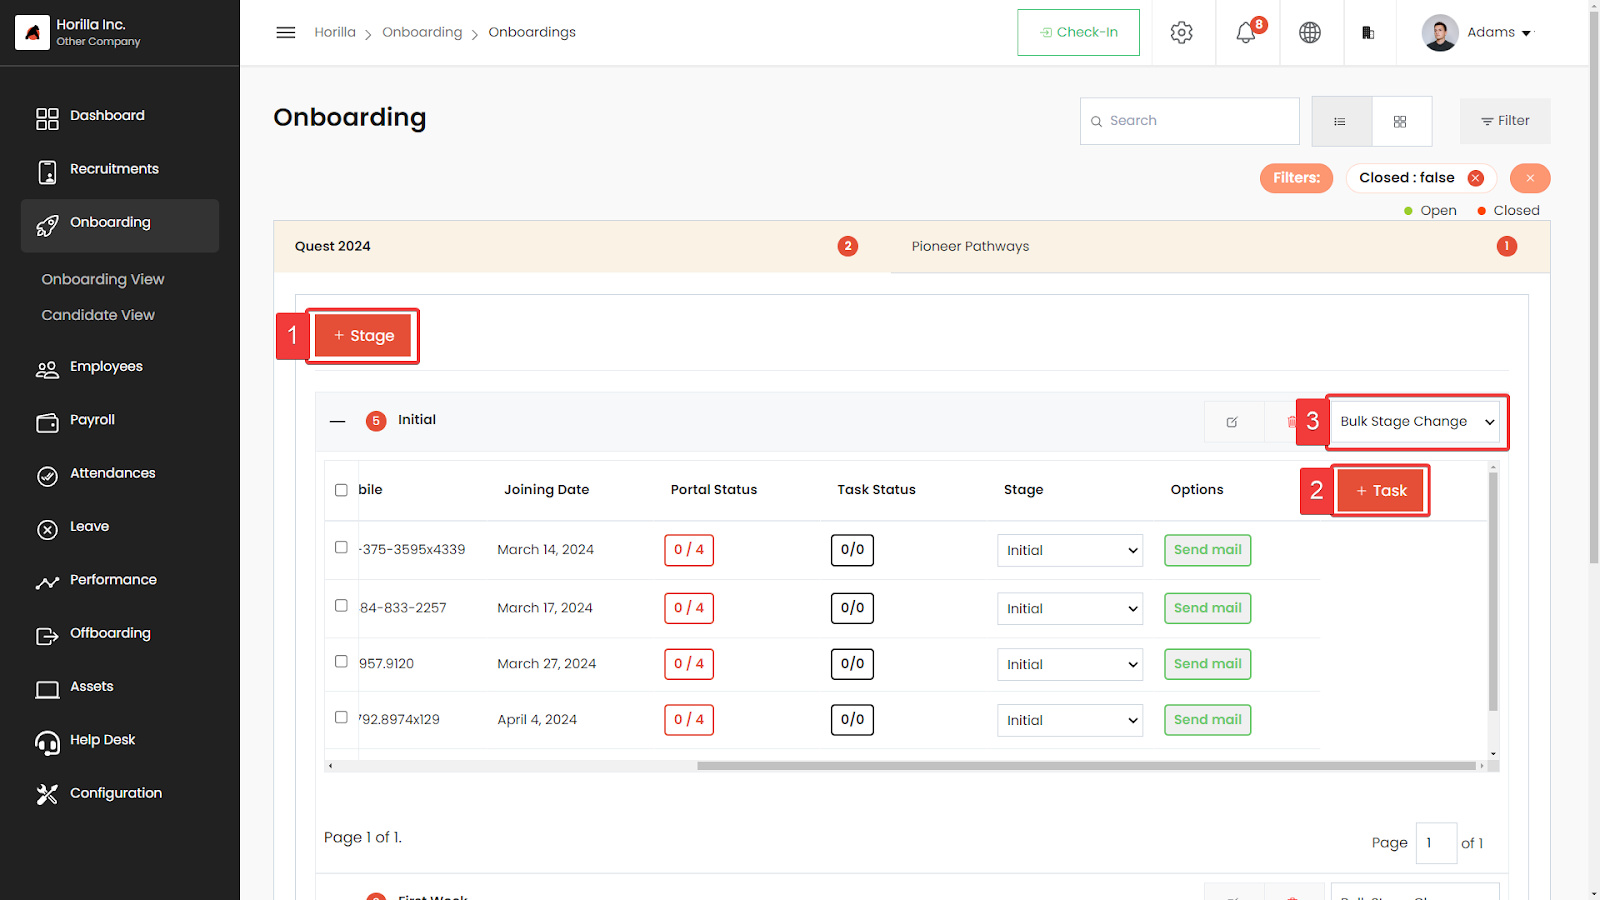 Horilla Inc.
Other Company
Horilla > Onboarding > Onboardings
Check-In
8
Adams
Dashboard
Recruitments
Onboarding
Onboarding View
Candidate View
Employees
Payroll
Attendances
Leave
Performance
Offboarding
Assets
Help Desk
Configuration
Onboarding
Search
Filter
Filters:
Closed : false
Open
Closed
Quest 2024
2
Pioneer Pathways
1
1
+ Stage
5
Initial
3
Bulk Stage Change
bile
Joining Date
Portal Status
Task Status
Stage
Options
2
+ Task
-375-3595x4339 March 14, 2024 0 / 4 0/0 Initial Send mail
84-833-2257 March 17, 2024 0 / 4 0/0 Initial Send mail
957.9120 March 27, 2024 0 / 4 0/0 Initial Send mail
792.8974x129 April 4, 2024 0 / 4 0/0 Initial Send mail
Page 1 of 1.
Page 1 of 1
First Week